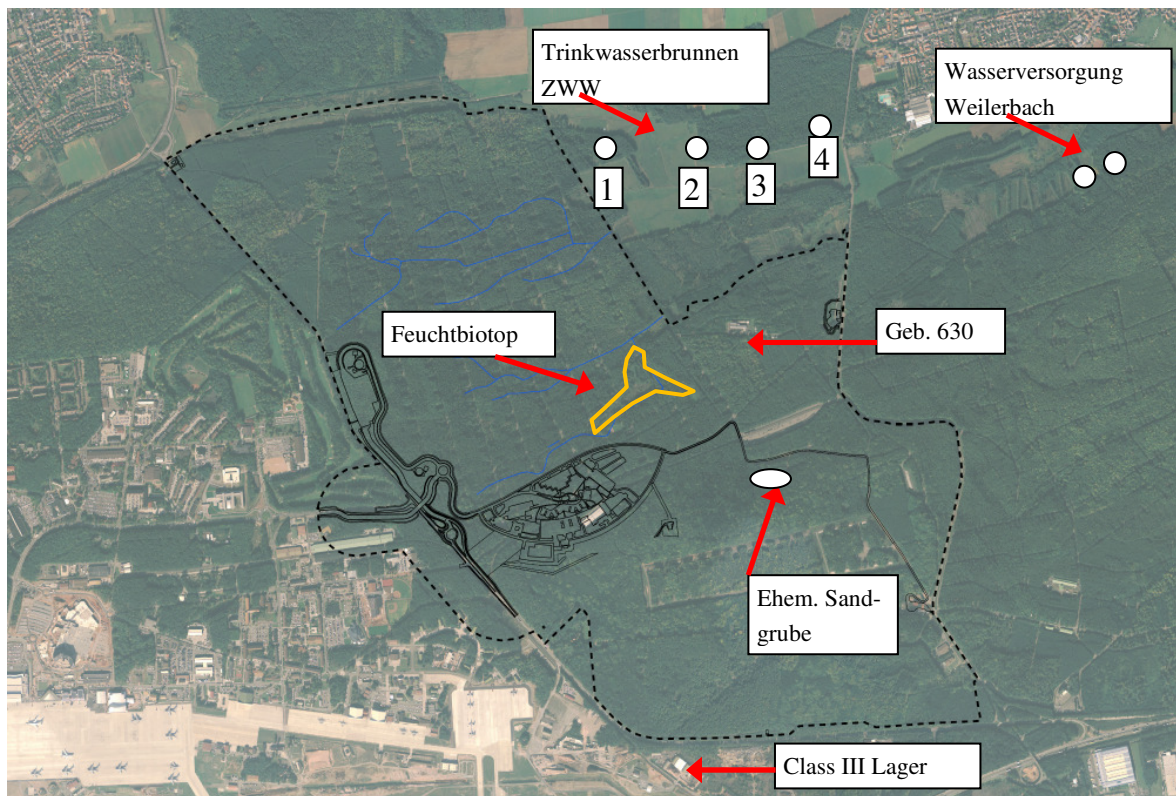 Trinkwasserbrunnen
ZWW
Wasserversorgung
Weilerbach
1
2
3
4
Feuchtbiotop
Geb. 630
Ehem. Sand-
grube
Class III Lager